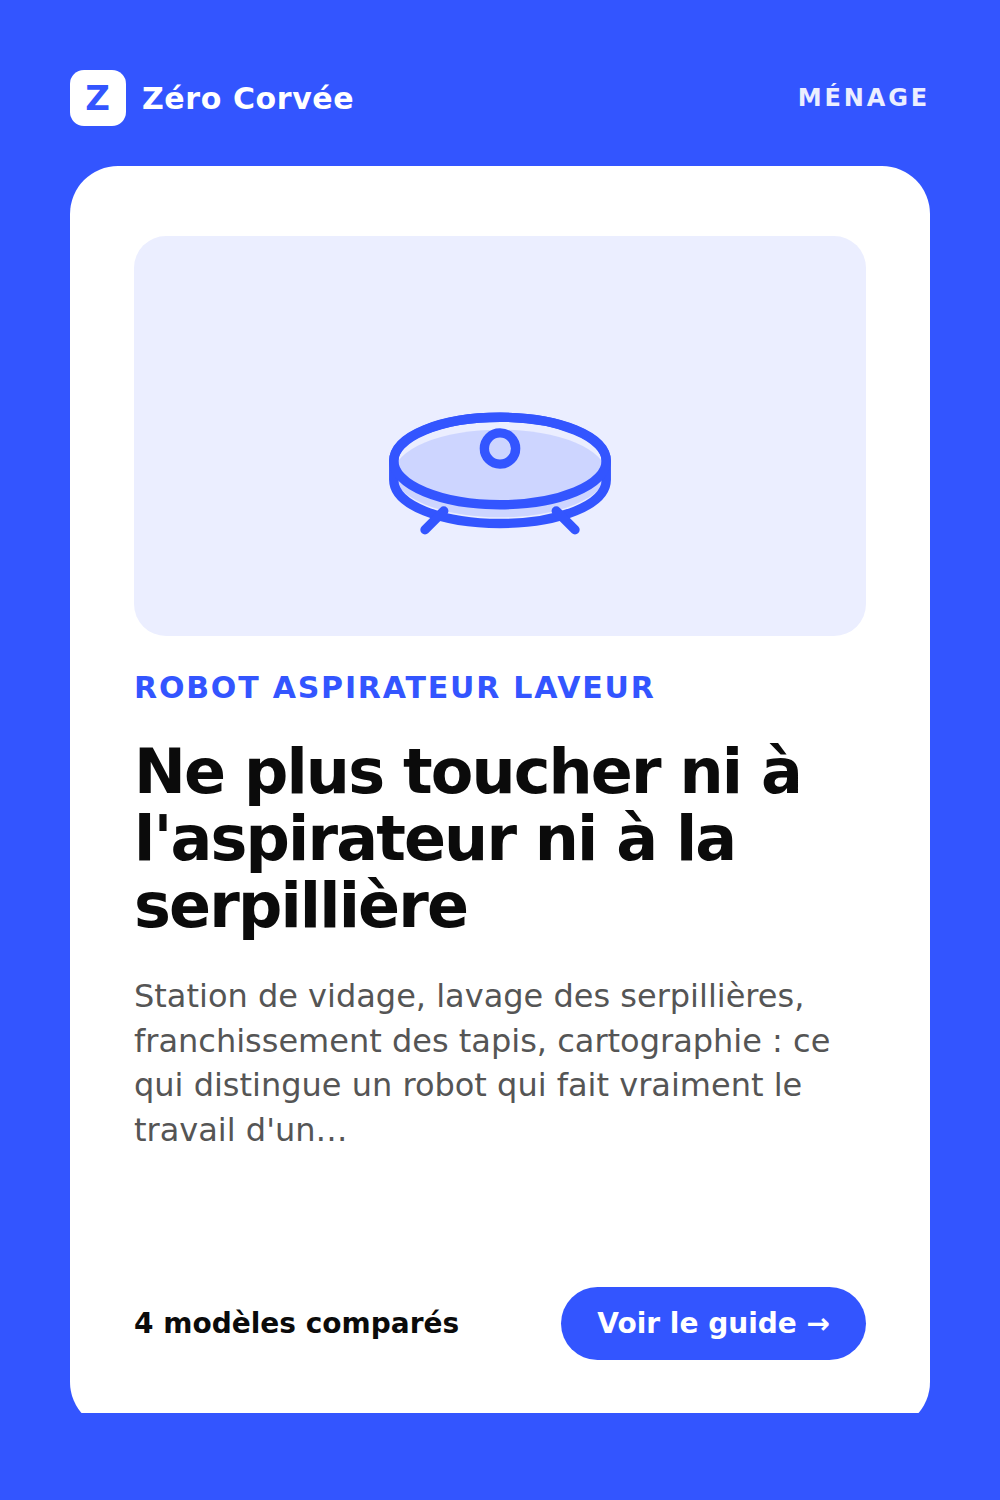 Z Zéro Corvée
MÉNAGE
ROBOT ASPIRATEUR LAVEUR
Ne plus toucher ni à
l'aspirateur ni à la
serpillière
Station de vidage, lavage des serpillières,
franchissement des tapis, cartographie : ce
qui distingue un robot qui fait vraiment le
travail d'un…
4 modèles comparés
Voir le guide →